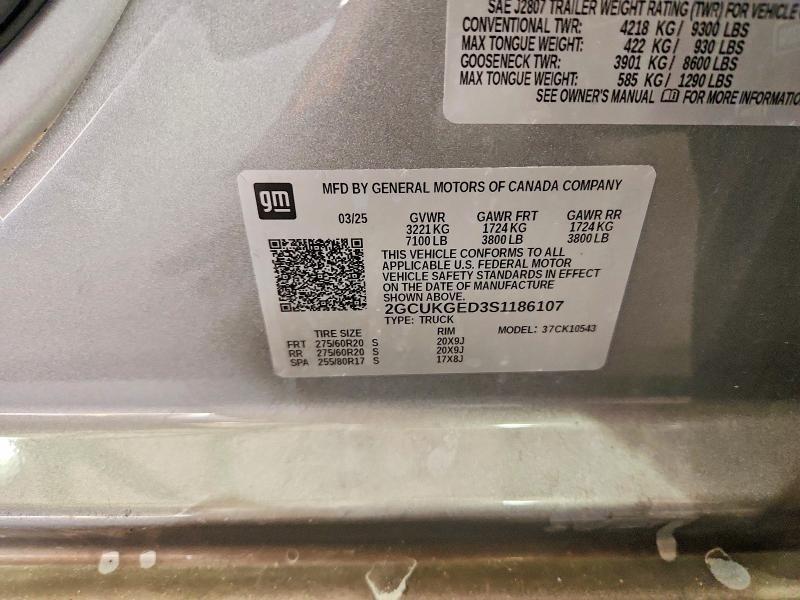 SAE J2807 TRAILER WEIGHT RATING (TWR) FOR VEHICLE
CONVENTIONAL TWR: 4218 KG / 9300 LBS
MAX TONGUE WEIGHT: 422 KG / 930 LBS
GOOSENECK TWR: 3901 KG / 8600 LBS
MAX TONGUE WEIGHT: 585 KG / 1290 LBS
SEE OWNER'S MANUAL FOR MORE INFORMATIO
gm
MFD BY GENERAL MOTORS OF CANADA COMPANY
03/25 GVWR GAWR FRT GAWR RR
3221 KG 1724 KG 1724 KG
7100 LB 3800 LB 3800 LB
THIS VEHICLE CONFORMS TO ALL
APPLICABLE U.S. FEDERAL MOTOR
VEHICLE SAFETY STANDARDS IN EFFECT
ON THE DATE OF MANUFACTURE
SHOWN ABOVE.
2GCUKGED3S1186107
TYPE: TRUCK MODEL: 37CK10543
TIRE SIZE RIM
FRT 275/60R20 S 20X9J
RR 275/60R20 S 20X9J
SPA 255/80R17 S 17X8J